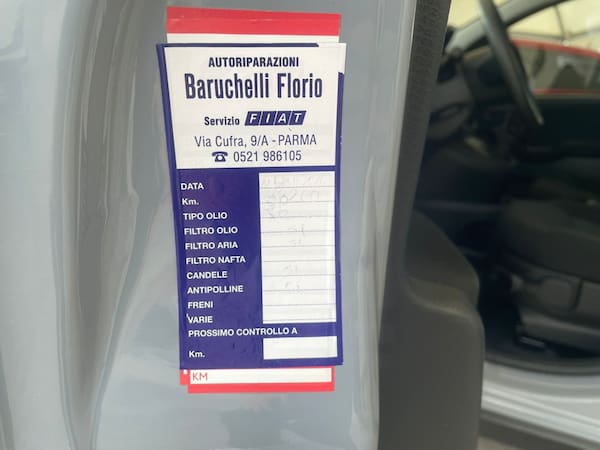 AUTORIPARAZIONI
Baruchelli Florio
Servizio FIAT
Via Cufra, 9/A - PARMA
☎ 0521 986105
DATA
Km.
TIPO OLIO
FILTRO OLIO
FILTRO ARIA
FILTRO NAFTA
CANDELE
ANTIPOLLINE
FRENI
VARIE
PROSSIMO CONTROLLO A
Km.
KM